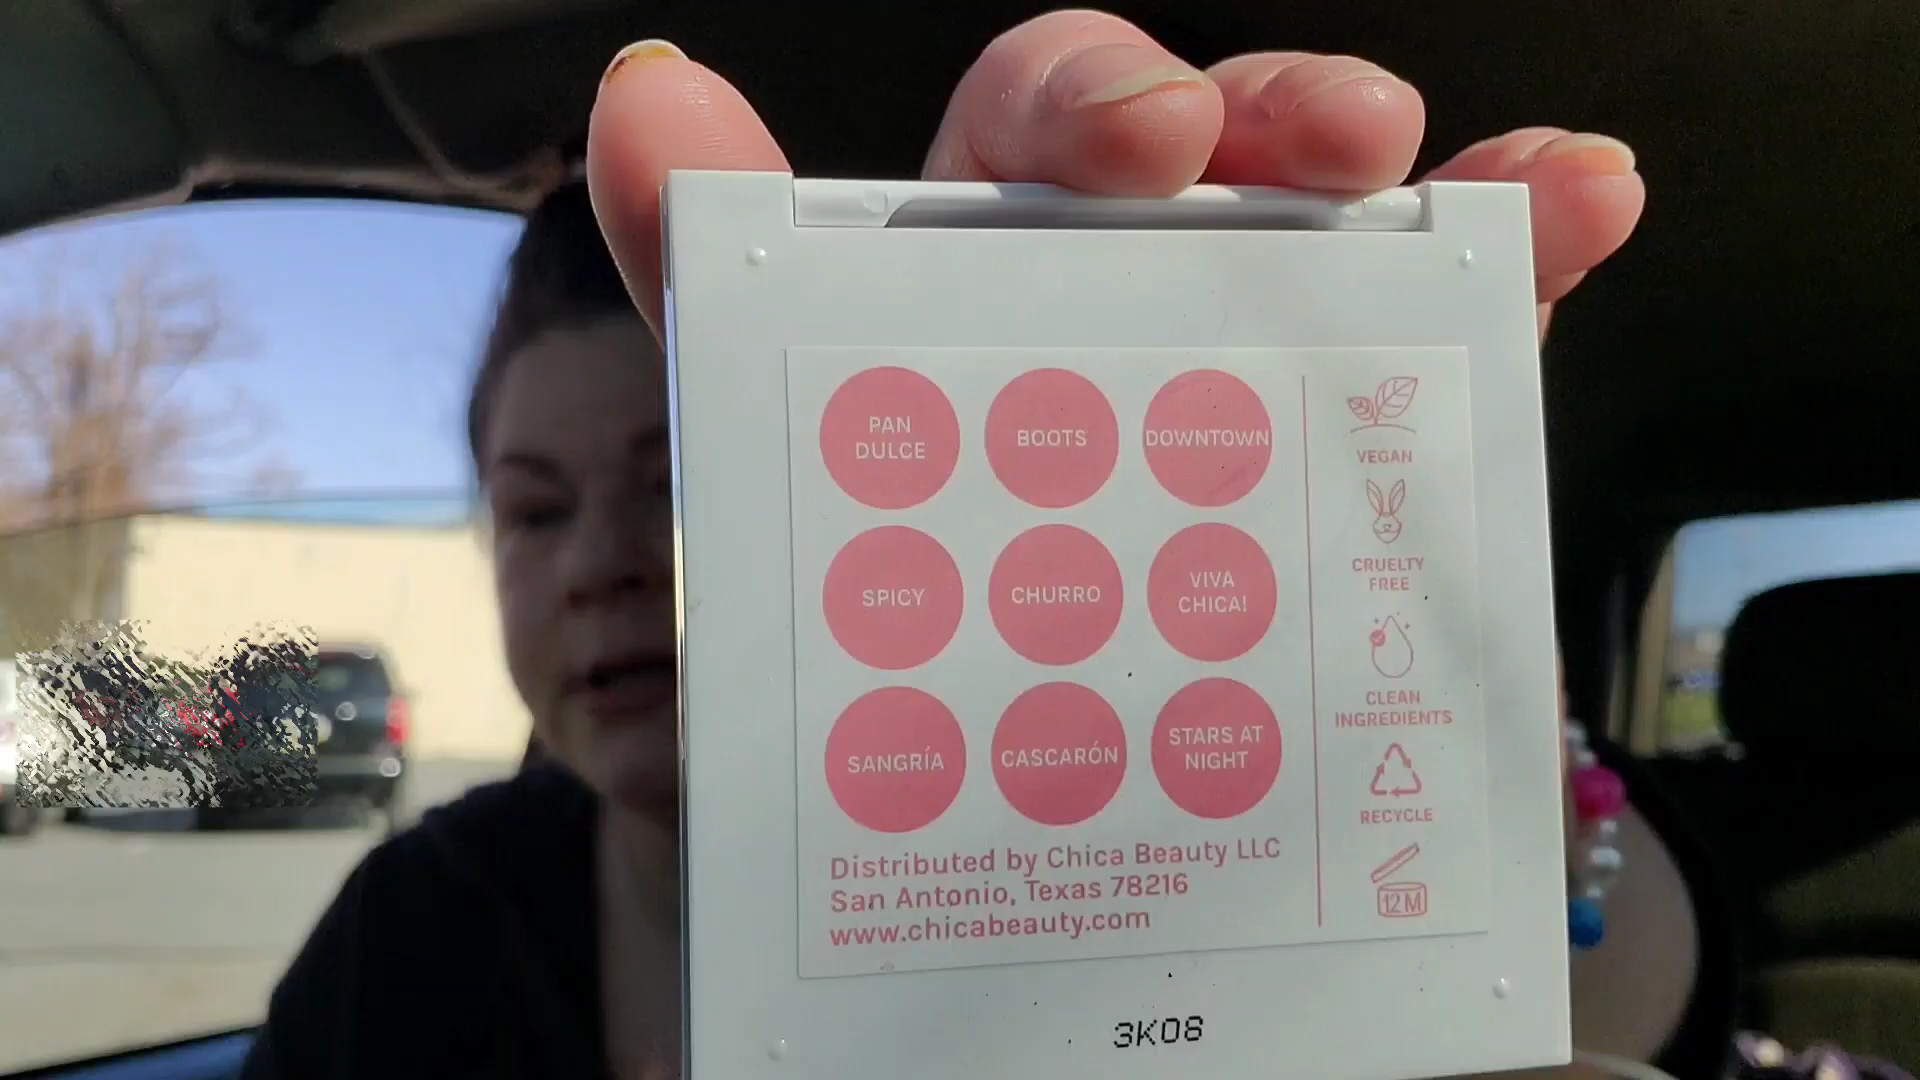 PAN
DULCE
BOOTS
DOWNTOWN
SPICY
CHURRO
VIVA
CHICA!
SANGRÍA
CASCARÓN
STARS AT
NIGHT
Distributed by Chica Beauty LLC
San Antonio, Texas 78216
www.chicabeauty.com
VEGAN
CRUELTY
FREE
CLEAN
INGREDIENTS
RECYCLE
12M
3K08